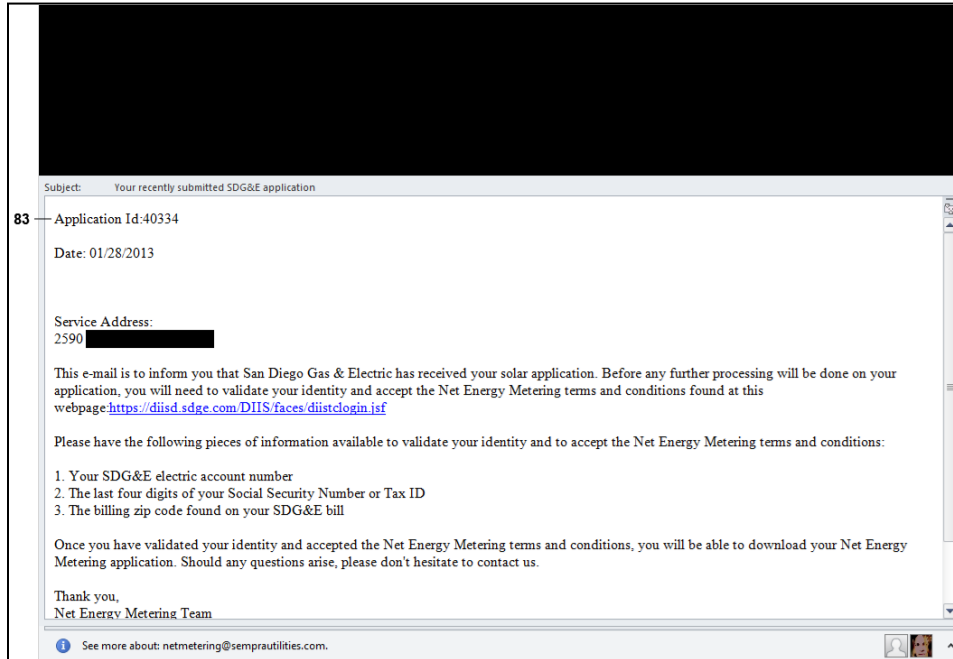 Subject: Your recently submitted SDG&E application
83
Application Id:40334
Date: 01/28/2013
Service Address:
2590
This e-mail is to inform you that San Diego Gas & Electric has received your solar application. Before any further processing will be done on your
application, you will need to validate your identity and accept the Net Energy Metering terms and conditions found at this
webpage:https://diisd.sdge.com/DIIS/faces/diistclogin.jsf
Please have the following pieces of information available to validate your identity and to accept the Net Energy Metering terms and conditions:
1. Your SDG&E electric account number
2. The last four digits of your Social Security Number or Tax ID
3. The billing zip code found on your SDG&E bill
Once you have validated your identity and accepted the Net Energy Metering terms and conditions, you will be able to download your Net Energy
Metering application. Should any questions arise, please don't hesitate to contact us.
Thank you,
Net Energy Metering Team
See more about: netmetering@semprautilities.com.